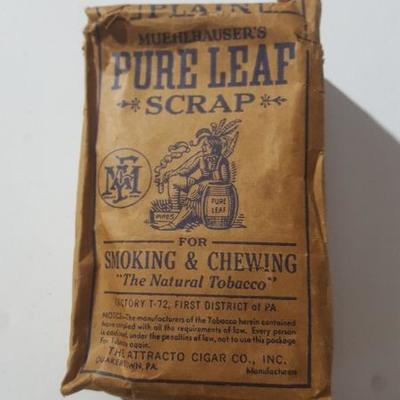 PLAIN
MUEHLHAUSER'S
PURE LEAF
SCRAP
PURE
LEAF
PIPES
FOR
SMOKING & CHEWING
"The Natural Tobacco"
FACTORY T-72, FIRST DISTRICT of PA.
NOTICE-The manufacturers of the Tobacco herein contained
have complied with all the requirements of law. Every person
is cautioned, under the penalties of law, not to use this package
for Tobacco again.
THE ATTRACTO CIGAR CO., INC.
QUAKERTOWN, PA. Manufacturers